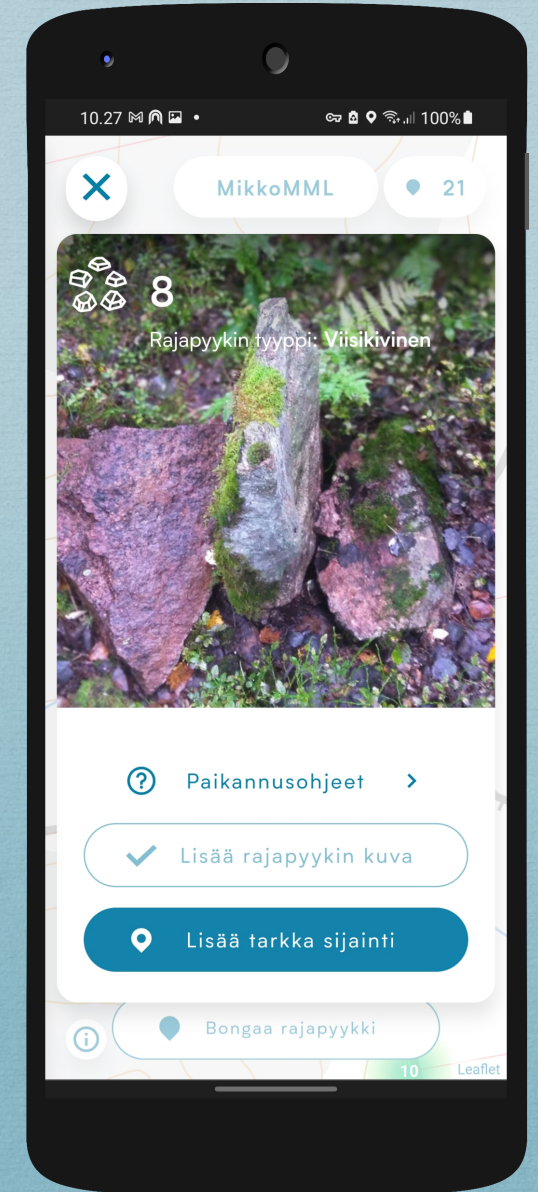 10.27
100%
MikkoMML
21
8
Rajapyykin tyyppi: Viisikivinen
Paikannusohjeet
Lisää rajapyykin kuva
Lisää tarkka sijainti
Bongaa rajapyykki
10
Leaflet